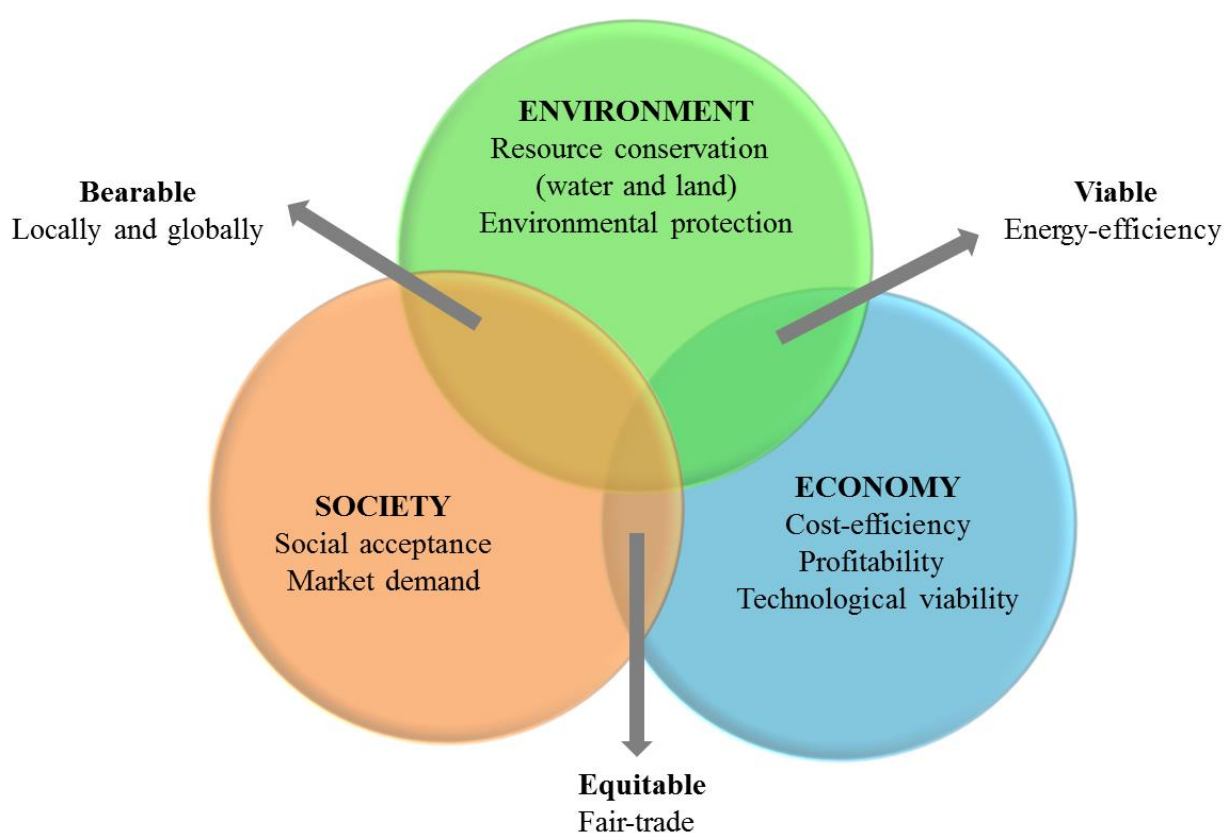 ENVIRONMENT
Resource conservation
(water and land)
Environmental protection
Bearable
Locally and globally
Viable
Energy-efficiency
SOCIETY
Social acceptance
Market demand
ECONOMY
Cost-efficiency
Profitability
Technological viability
Equitable
Fair-trade